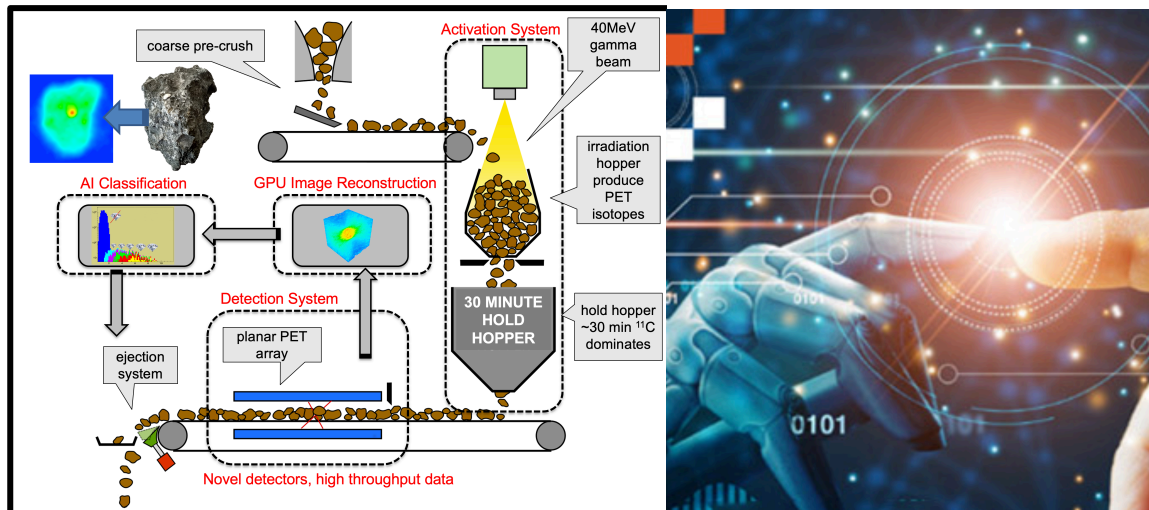 Activation System
coarse pre-crush
40MeV
gamma
beam
irradiation
hopper
produce
PET
isotopes
AI Classification
GPU Image Reconstruction
Detection System
planar PET
array
30 MINUTE
HOLD
HOPPER
hold hopper
~30 min ¹¹C
dominates
ejection
system
Novel detectors, high throughput data
0101
0101
101